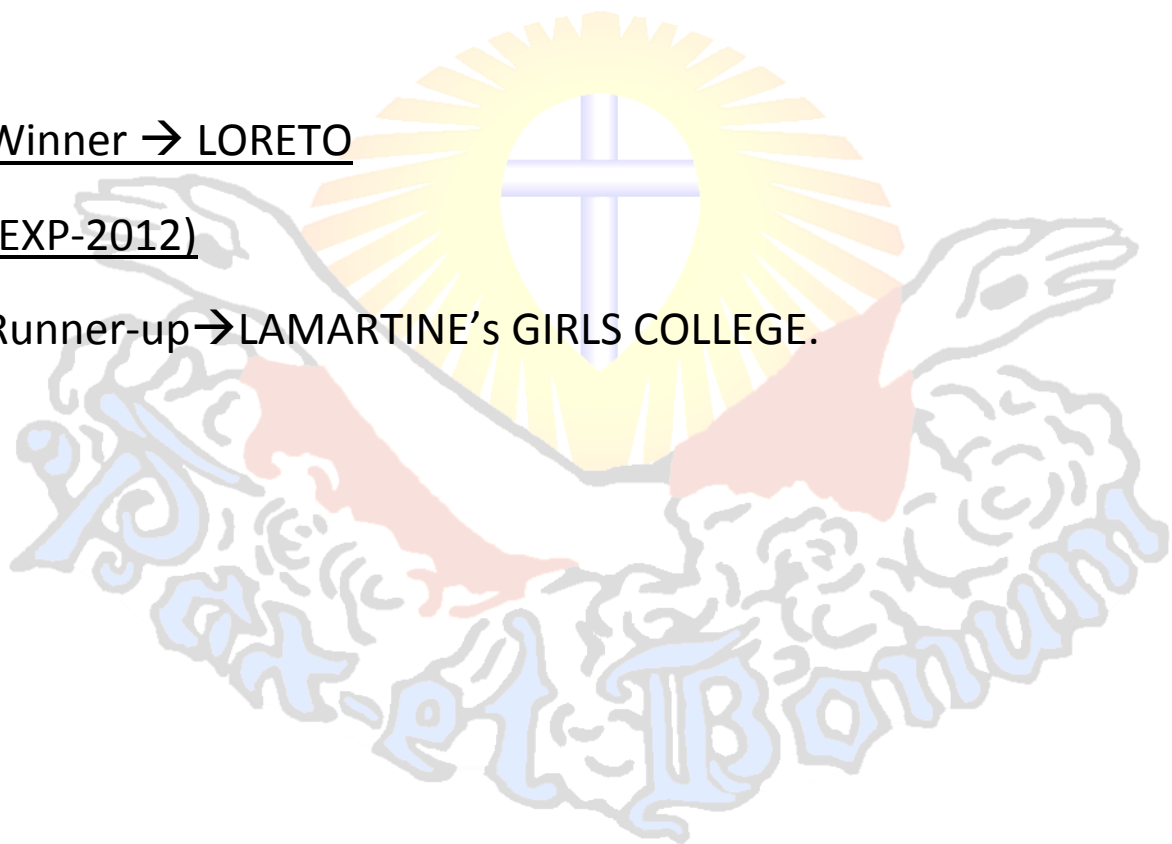 Winner → LORETO
(EXP-2012)
Runner-up→LAMARTINE's GIRLS COLLEGE.
Pax-et-Bonum